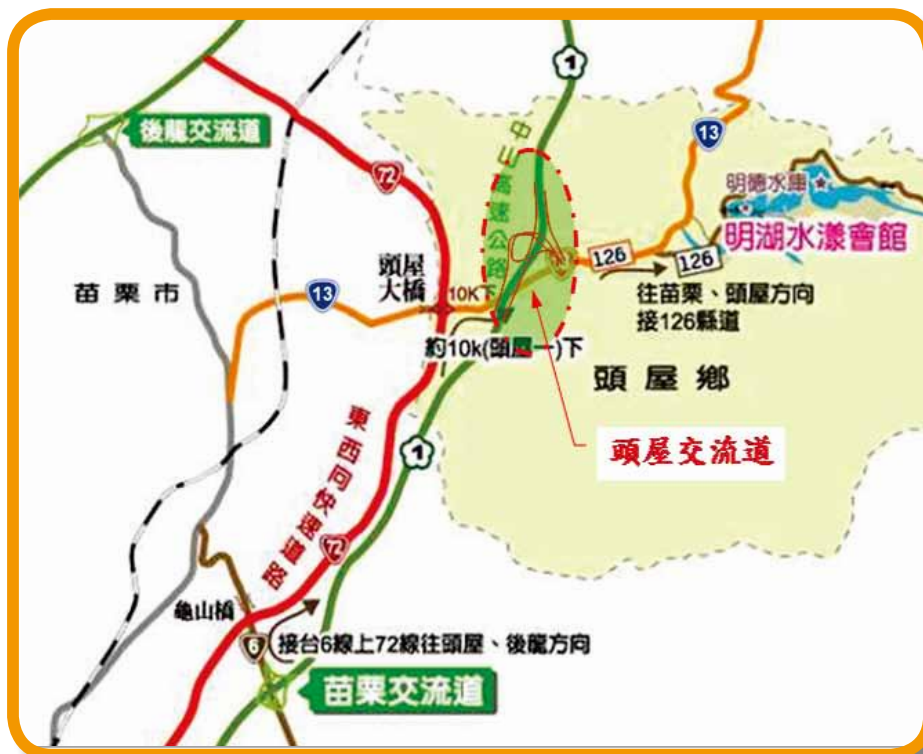 1
後龍交流道
72
中山高速公路
13
明德水庫
明湖水漾會館
126
126
頭屋
大橋
10K下
往苗栗、頭屋方向
接126縣道
苗栗市
13
約10k(頭屋一)下
頭屋鄉
1
頭屋交流道
東西向快速道路
72
龜山橋
6
接台6線上72線往頭屋、後龍方向
苗栗交流道